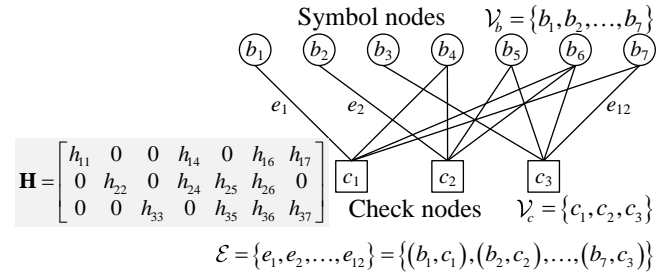 Symbol nodes 𝒱_b = {b_1, b_2, …, b_7}
b_1 b_2 b_3 b_4 b_5 b_6 b_7
e_1 e_2 e_12
H = [h_11 0 0 h_14 0 h_16 h_17
0 h_22 0 h_24 h_25 h_26 0
0 0 h_33 0 h_35 h_36 h_37]
c_1 c_2 c_3
Check nodes 𝒱_c = {c_1, c_2, c_3}
ℰ = {e_1, e_2, …, e_12} = {(b_1, c_1), (b_2, c_2), …, (b_7, c_3)}